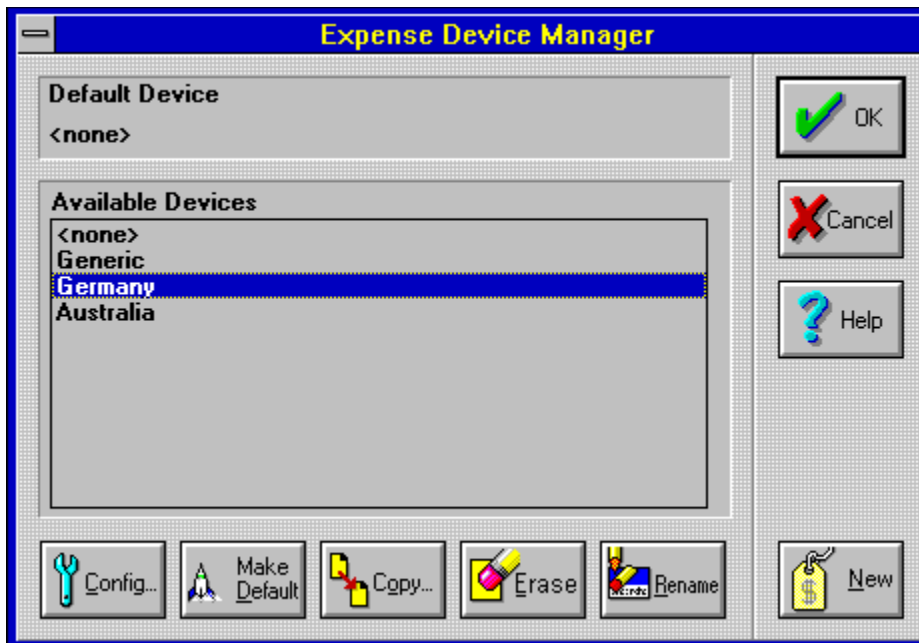 Expense Device Manager
Default Device
<none>
Available Devices
<none>
Generic
Germany
Australia
OK
Cancel
Help
Config...
Make
Default
Copy...
Erase
Rename
New